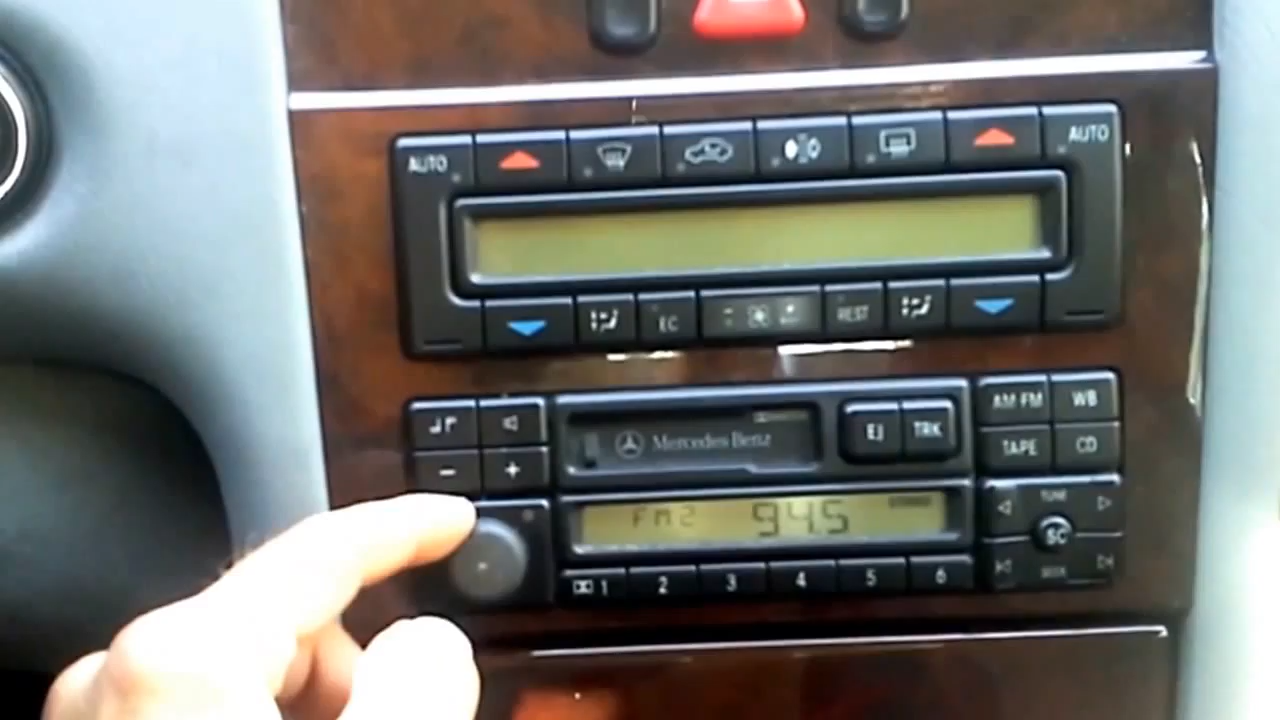 AUTO AUTO
EC REST
Mercedes-Benz EJ TRK AM FM WB
TAPE CD
- +
FM2 94.5 TUNE
SC
SEEK
1 2 3 4 5 6